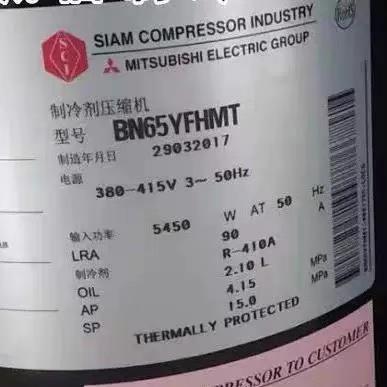 SCI
SIAM COMPRESSOR INDUSTRY
MITSUBISHI ELECTRIC GROUP
RoHS
制冷剂压缩机
型号 BN65YFHMT
制造年月日 29032017
电源 380-415V 3~ 50Hz
输入功率 5450 W AT 50 Hz
LRA 90 A
制冷剂 R-410A
OIL 2.10 L
AP 4.15 MPa
SP 15.0 MPa
THERMALLY PROTECTED
TO CUSTOMER